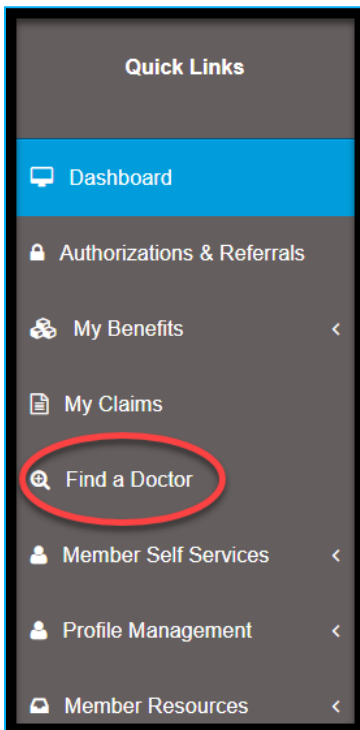 Quick Links
Dashboard
Authorizations & Referrals
My Benefits
My Claims
Find a Doctor
Member Self Services
Profile Management
Member Resources